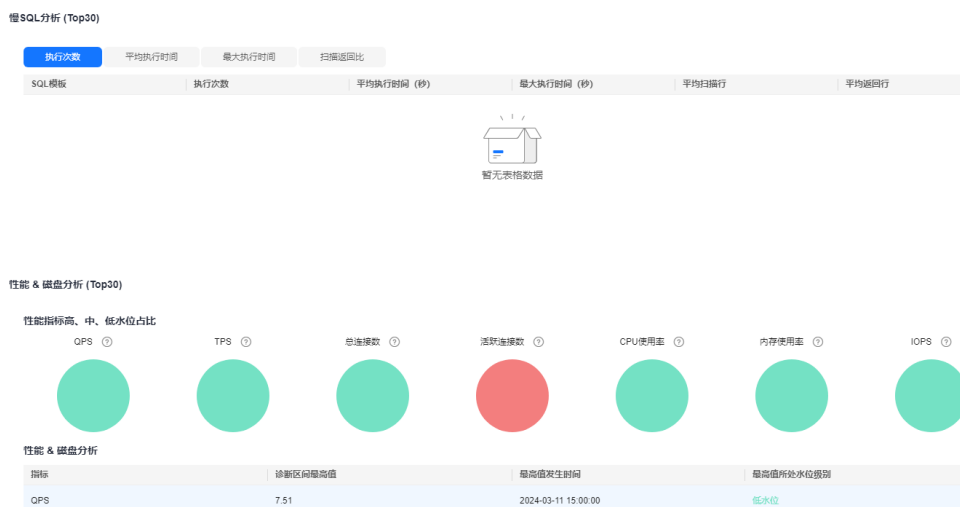 慢SQL分析 (Top30)
执行次数 平均执行时间 最大执行时间 扫描返回比
SQL模板 执行次数 平均执行时间（秒） 最大执行时间（秒） 平均扫描行 平均返回行
暂无表格数据
性能 & 磁盘分析 (Top30)
性能指标高、中、低水位占比
QPS ? TPS ? 总连接数 ? 活跃连接数 ? CPU使用率 ? 内存使用率 ? IOPS ?
性能 & 磁盘分析
指标 诊断区间最高值 最高值发生时间 最高值所处水位级别
QPS 7.51 2024-03-11 15:00:00 低水位